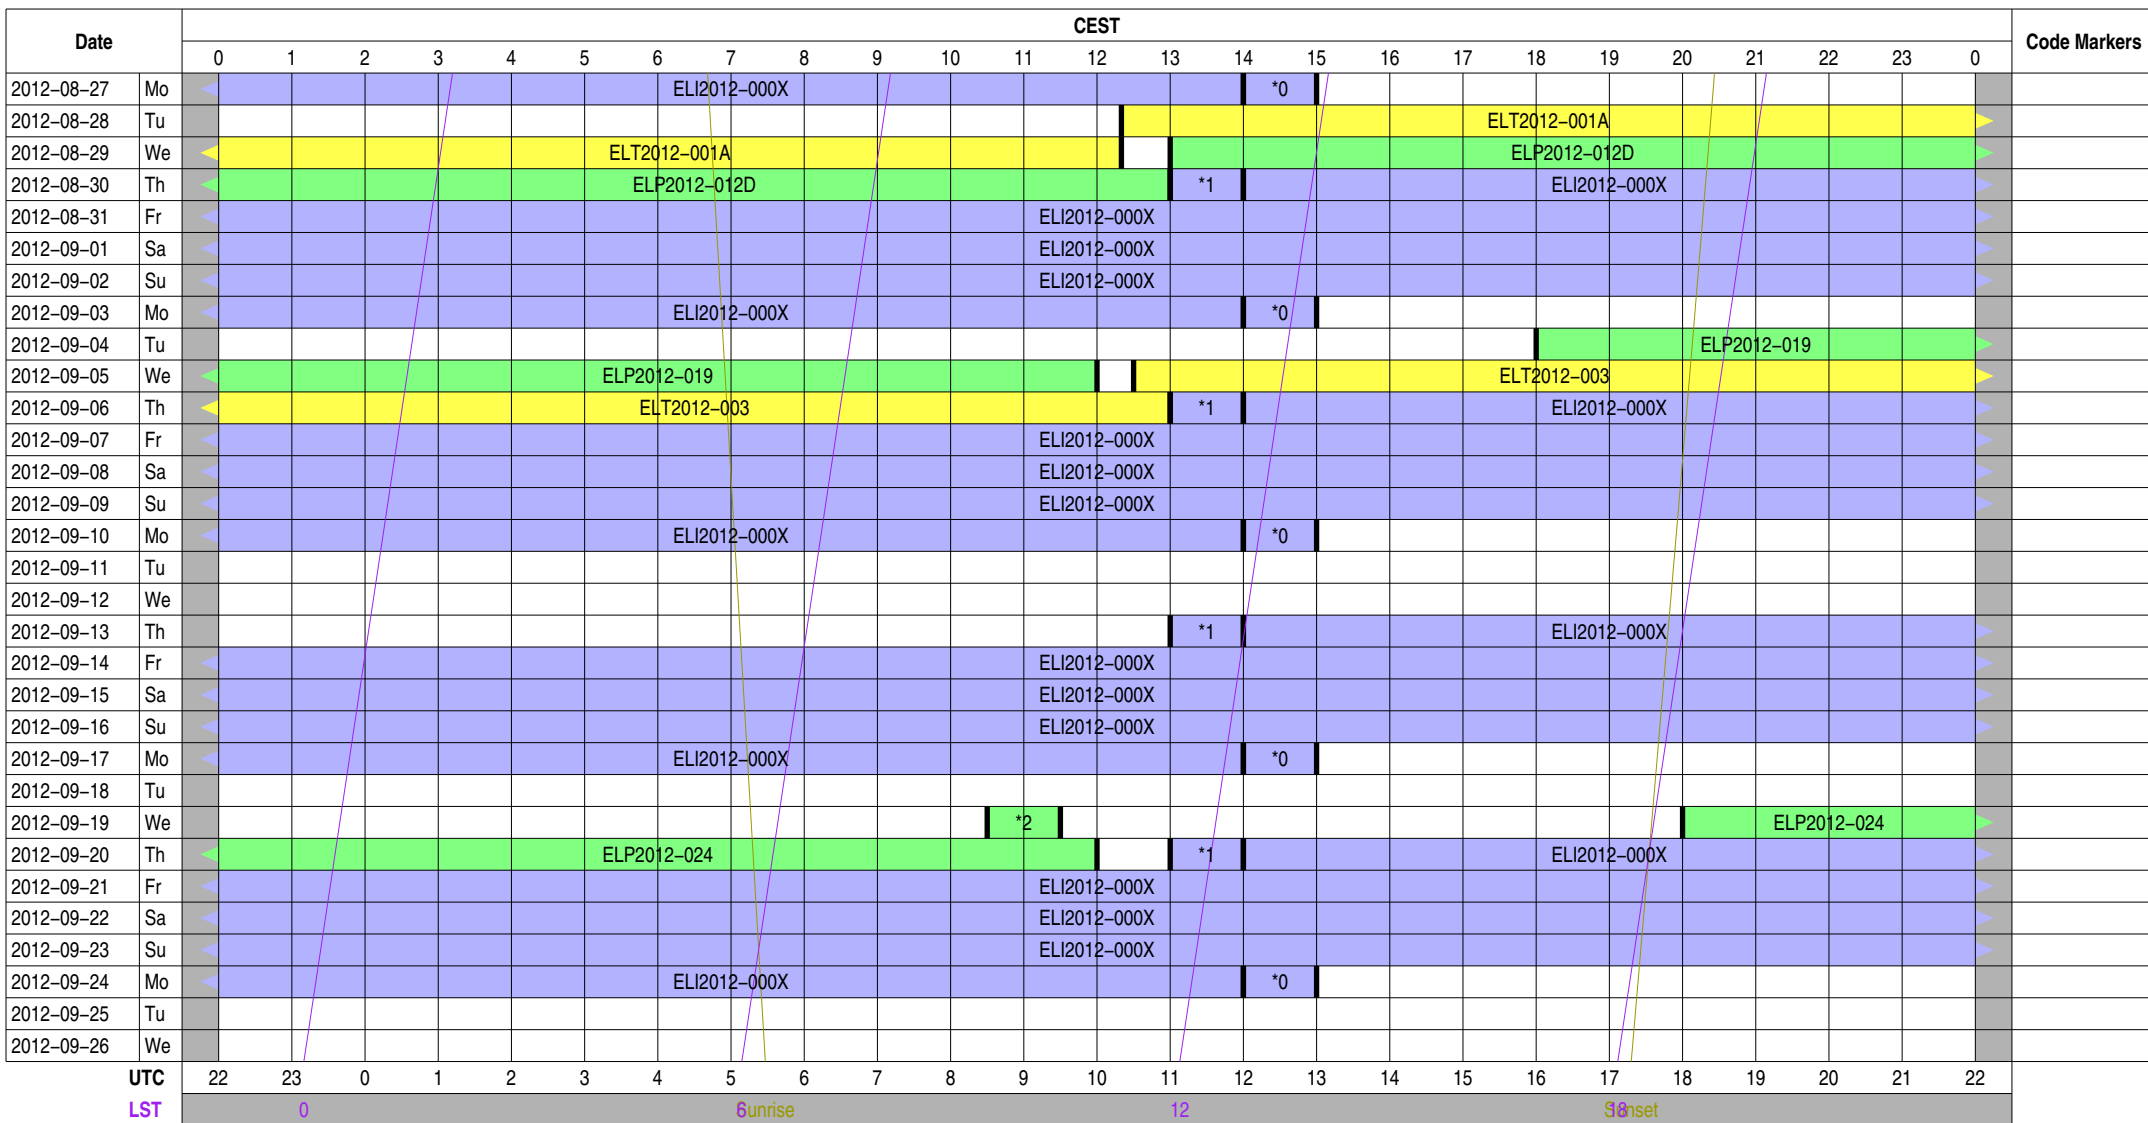 Date CEST Code Markers
0 1 2 3 4 5 6 7 8 9 10 11 12 13 14 15 16 17 18 19 20 21 22 23 0
2012–08–27 Mo ELI2012–000X *0
2012–08–28 Tu ELT2012–001A
2012–08–29 We ELT2012–001A ELP2012–012D
2012–08–30 Th ELP2012–012D *1 ELI2012–000X
2012–08–31 Fr ELI2012–000X
2012–09–01 Sa ELI2012–000X
2012–09–02 Su ELI2012–000X
2012–09–03 Mo ELI2012–000X *0
2012–09–04 Tu ELP2012–019
2012–09–05 We ELP2012–019 ELT2012–003
2012–09–06 Th ELT2012–003 *1 ELI2012–000X
2012–09–07 Fr ELI2012–000X
2012–09–08 Sa ELI2012–000X
2012–09–09 Su ELI2012–000X
2012–09–10 Mo ELI2012–000X *0
2012–09–11 Tu
2012–09–12 We
2012–09–13 Th *1 ELI2012–000X
2012–09–14 Fr ELI2012–000X
2012–09–15 Sa ELI2012–000X
2012–09–16 Su ELI2012–000X
2012–09–17 Mo ELI2012–000X *0
2012–09–18 Tu
2012–09–19 We *2 ELP2012–024
2012–09–20 Th ELP2012–024 *1 ELI2012–000X
2012–09–21 Fr ELI2012–000X
2012–09–22 Sa ELI2012–000X
2012–09–23 Su ELI2012–000X
2012–09–24 Mo ELI2012–000X *0
2012–09–25 Tu
2012–09–26 We
UTC 22 23 0 1 2 3 4 5 6 7 8 9 10 11 12 13 14 15 16 17 18 19 20 21 22
LST 0 6 Sunrise 12 18 Sunset